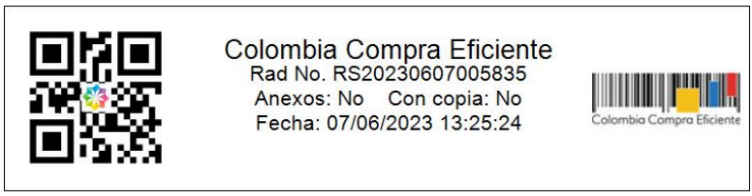 Colombia Compra Eficiente
Rad No. RS20230607005835
Anexos: No Con copia: No
Fecha: 07/06/2023 13:25:24
Colombia Compra Eficiente